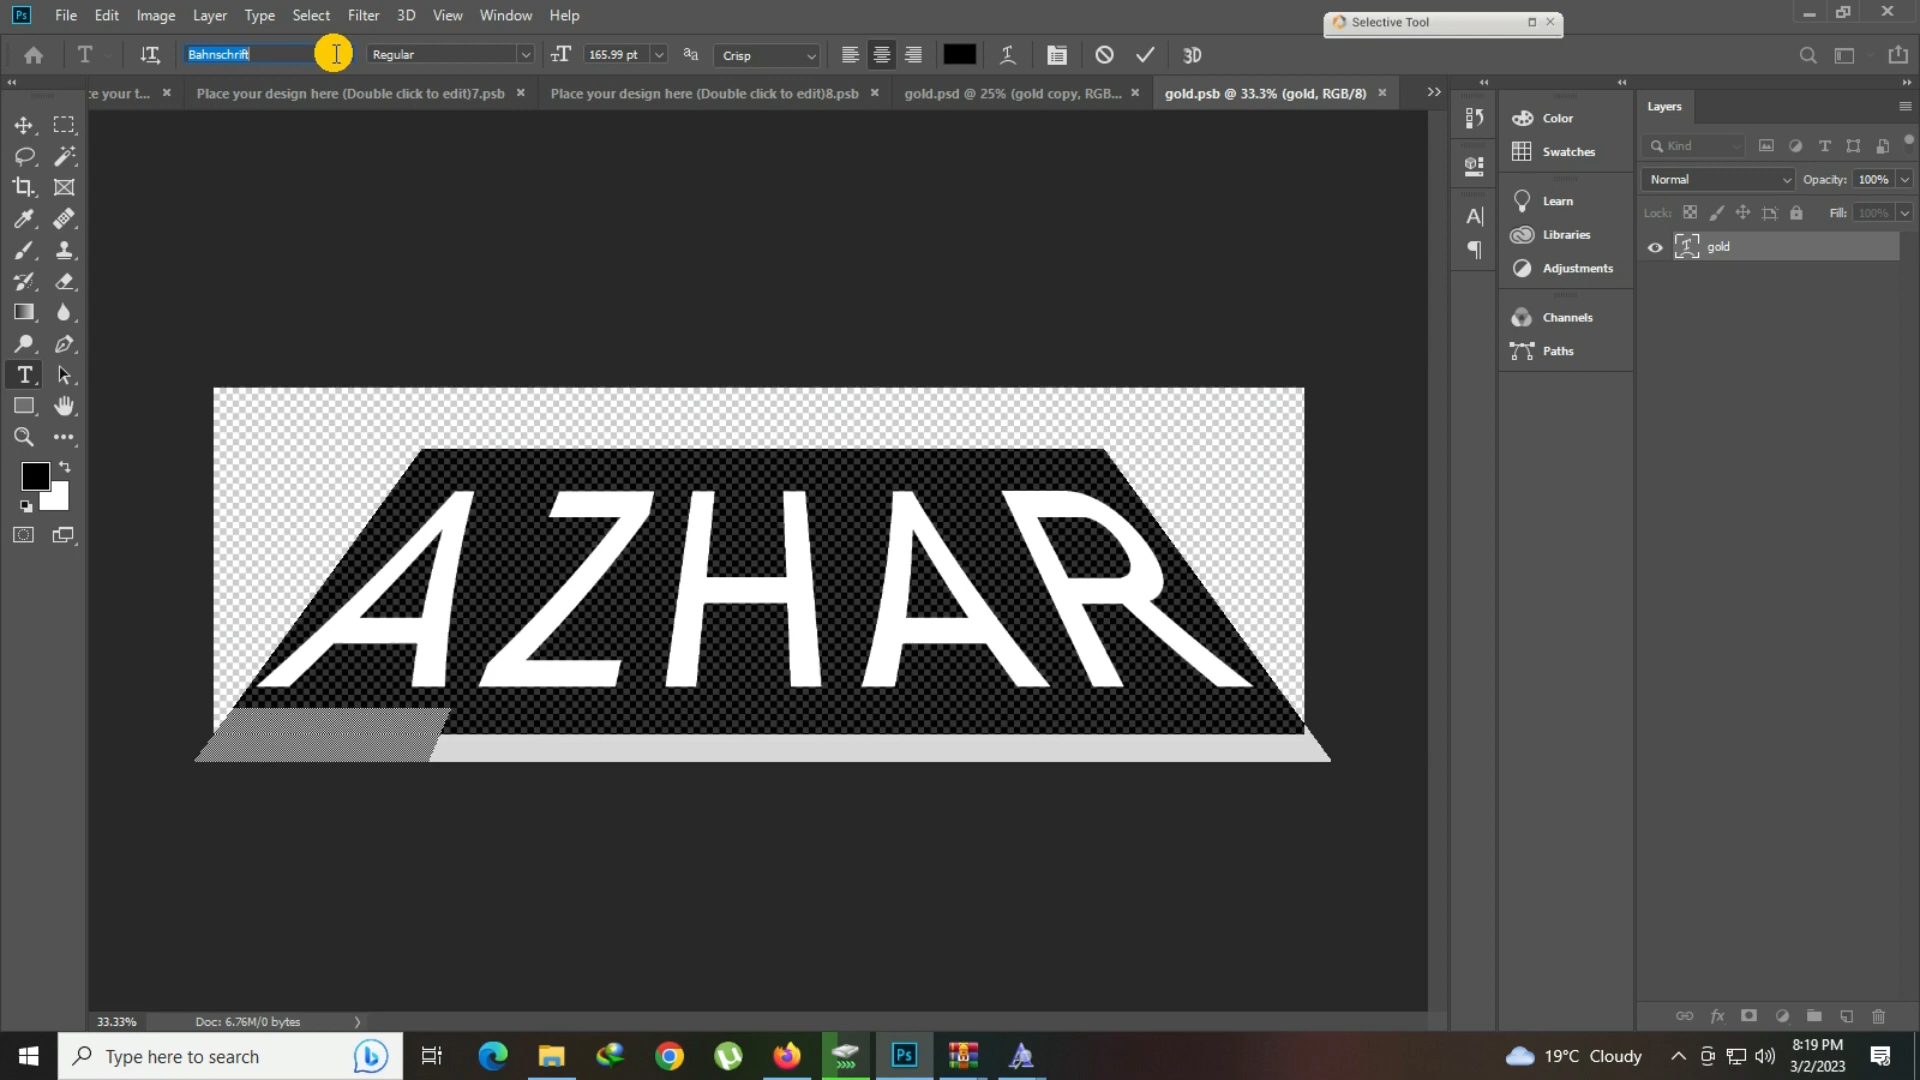 Ps File Edit Image Layer Type Select Filter 3D View Window Help
Selective Tool
Bahnschrift Regular 165.99 pt Crisp 3D
ce your t... Place your design here (Double click to edit)7.psb Place your design here (Double click to edit)8.psb gold.psd @ 25% (gold copy, RGB... gold.psb @ 33.3% (gold, RGB/8)
Color
Swatches
Learn
Libraries
Adjustments
Channels
Paths
Layers
Kind
Normal Opacity: 100%
Lock: Fill: 100%
gold
AZHAR
33.33% Doc: 6.76M/0 bytes
Type here to search
Ps
19°C Cloudy
8:19 PM
3/2/2023